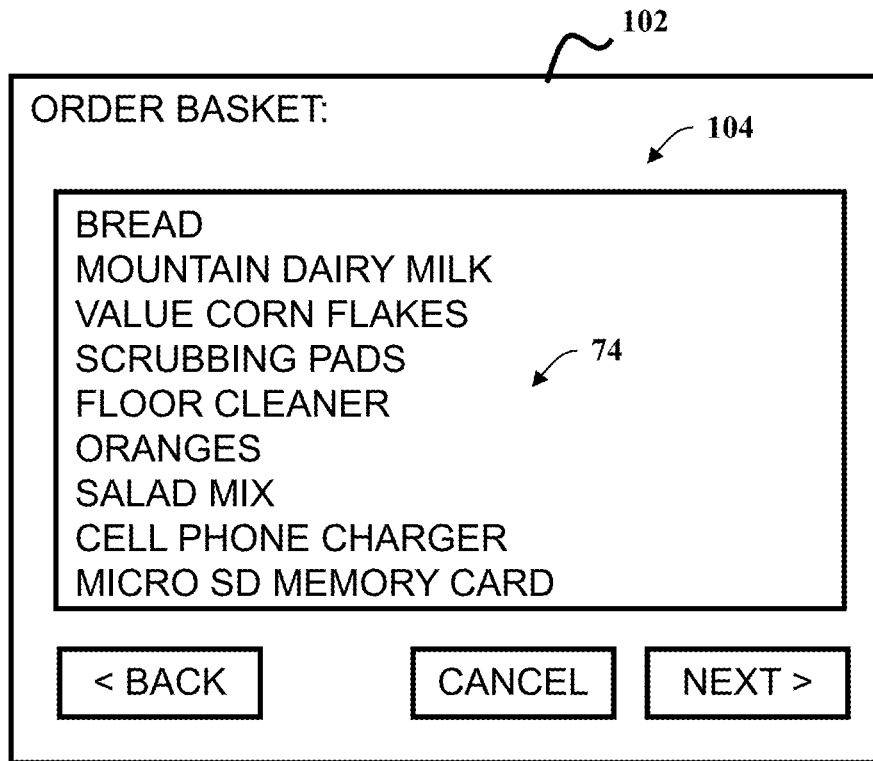 102
ORDER BASKET:
104
BREAD
MOUNTAIN DAIRY MILK
VALUE CORN FLAKES
SCRUBBING PADS
74
FLOOR CLEANER
ORANGES
SALAD MIX
CELL PHONE CHARGER
MICRO SD MEMORY CARD
< BACK
CANCEL
NEXT >